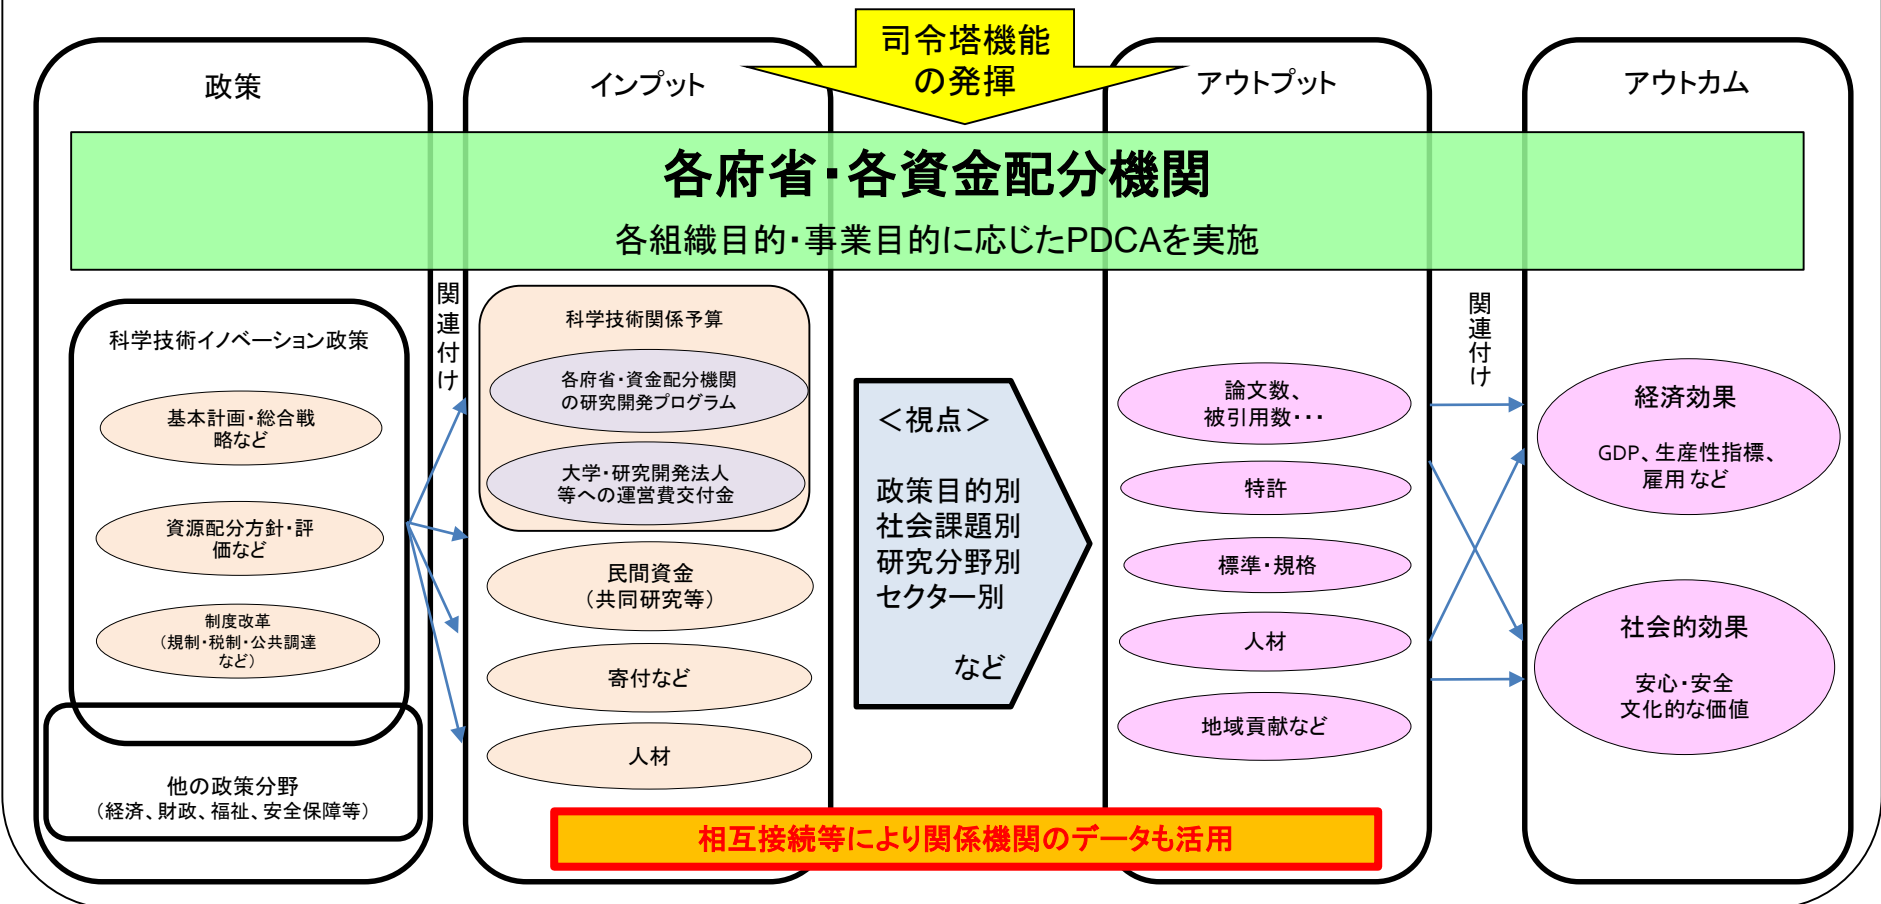 司令塔機能
の発揮
政策
インプット
アウトプット
アウトカム
各府省・各資金配分機関
各組織目的・事業目的に応じたPDCAを実施
科学技術イノベーション政策
基本計画・総合戦
略など
資源配分方針・評
価など
制度改革
（規制・税制・公共調達
など）
他の政策分野
（経済、財政、福祉、安全保障等）
関連付け
科学技術関係予算
各府省・資金配分機関
の研究開発プログラム
大学・研究開発法人
等への運営費交付金
民間資金
（共同研究等）
寄付など
人材
＜視点＞
政策目的別
社会課題別
研究分野別
セクター別
など
論文数、
被引用数・・・
特許
標準・規格
人材
地域貢献など
関連付け
経済効果
GDP、生産性指標、
雇用など
社会的効果
安心・安全
文化的な価値
相互接続等により関係機関のデータも活用